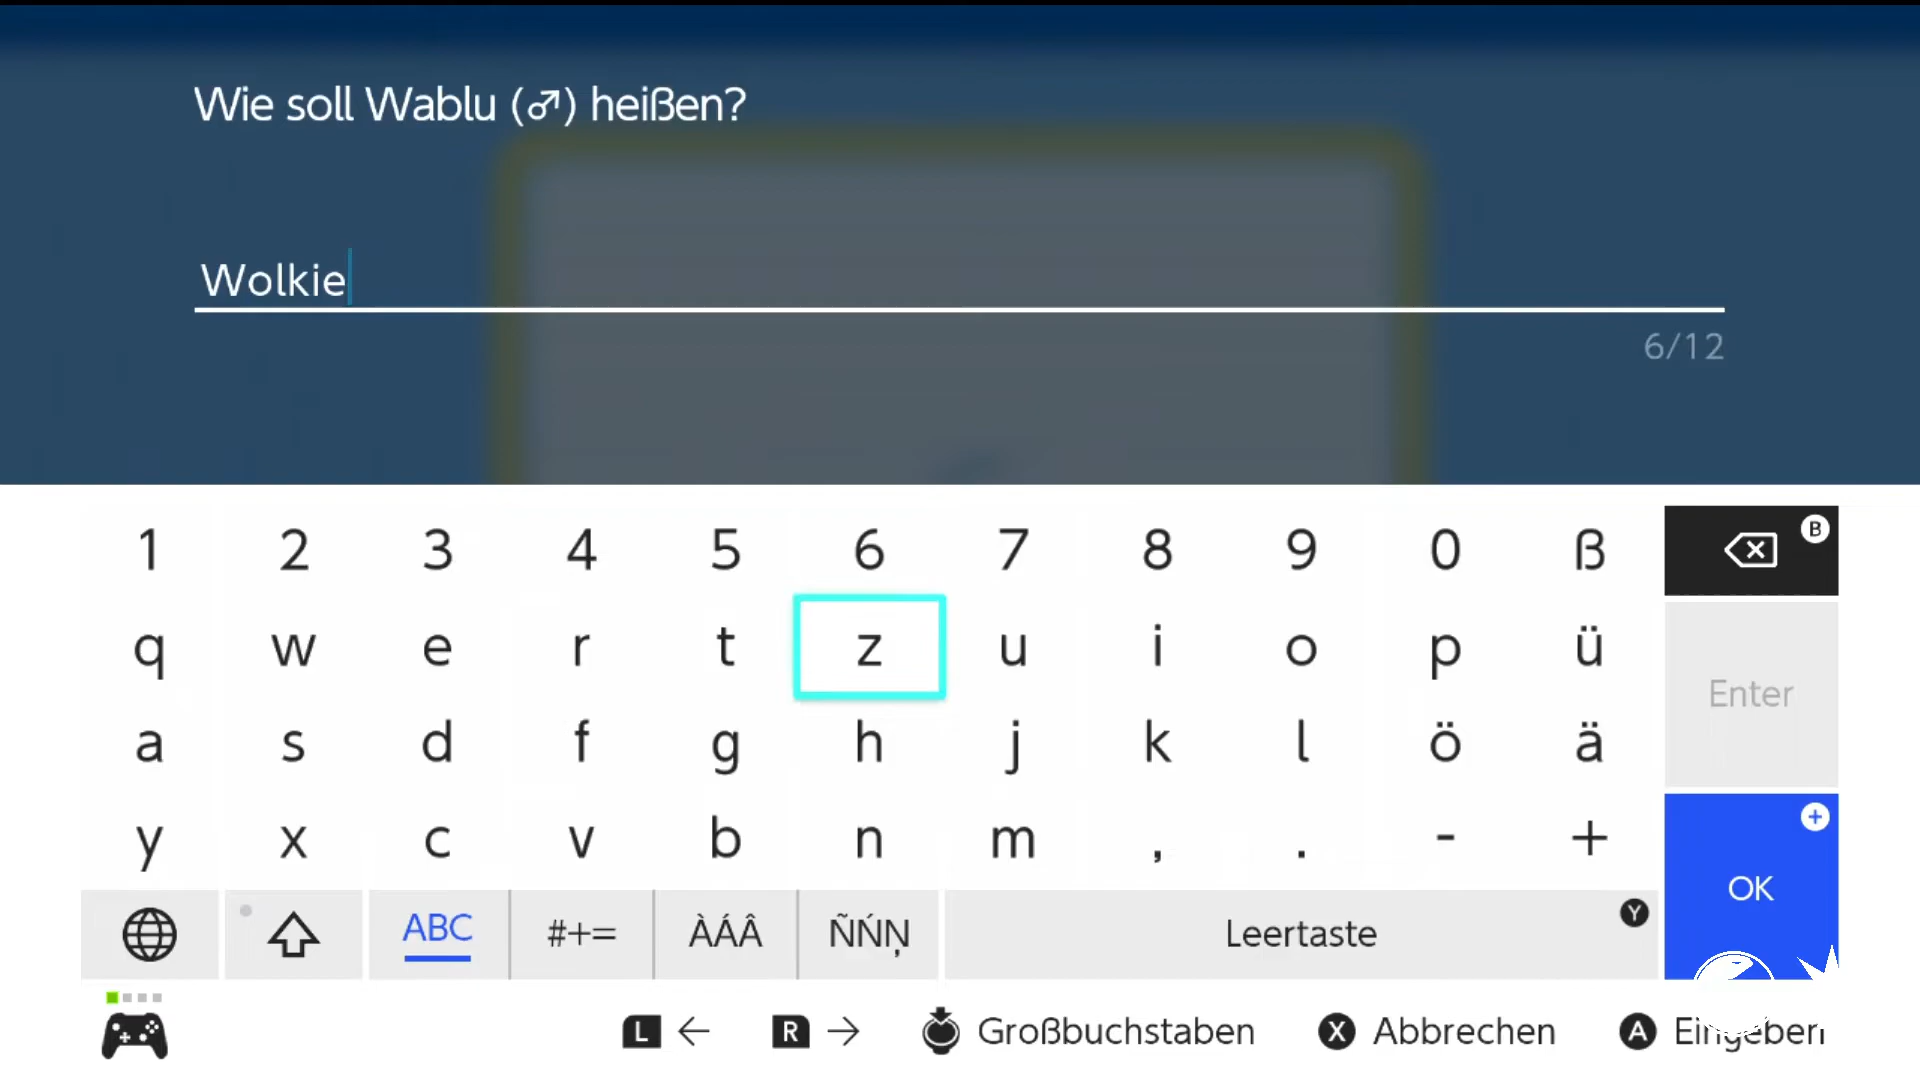 Wie soll Wablu (♂) heißen?
Wolkie
6/12
1 2 3 4 5 6 7 8 9 0 ß
B
q w e r t z u i o p ü
Enter
a s d f g h j k l ö ä
y x c v b n m , . - +
+
OK
ABC #+= ÀÁÂ ÑŃŅ Leertaste Y
L ← R → Großbuchstaben X Abbrechen A Eingeben